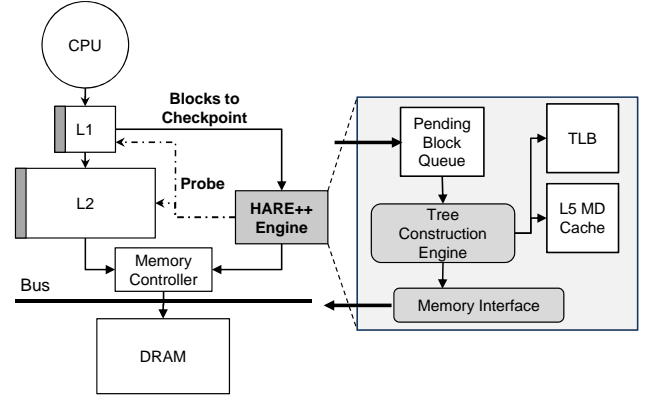 CPU
L1
Blocks to
Checkpoint
L2
Probe
HARE++
Engine
Memory
Controller
Bus
DRAM
Pending
Block
Queue
TLB
Tree
Construction
Engine
L5 MD
Cache
Memory Interface